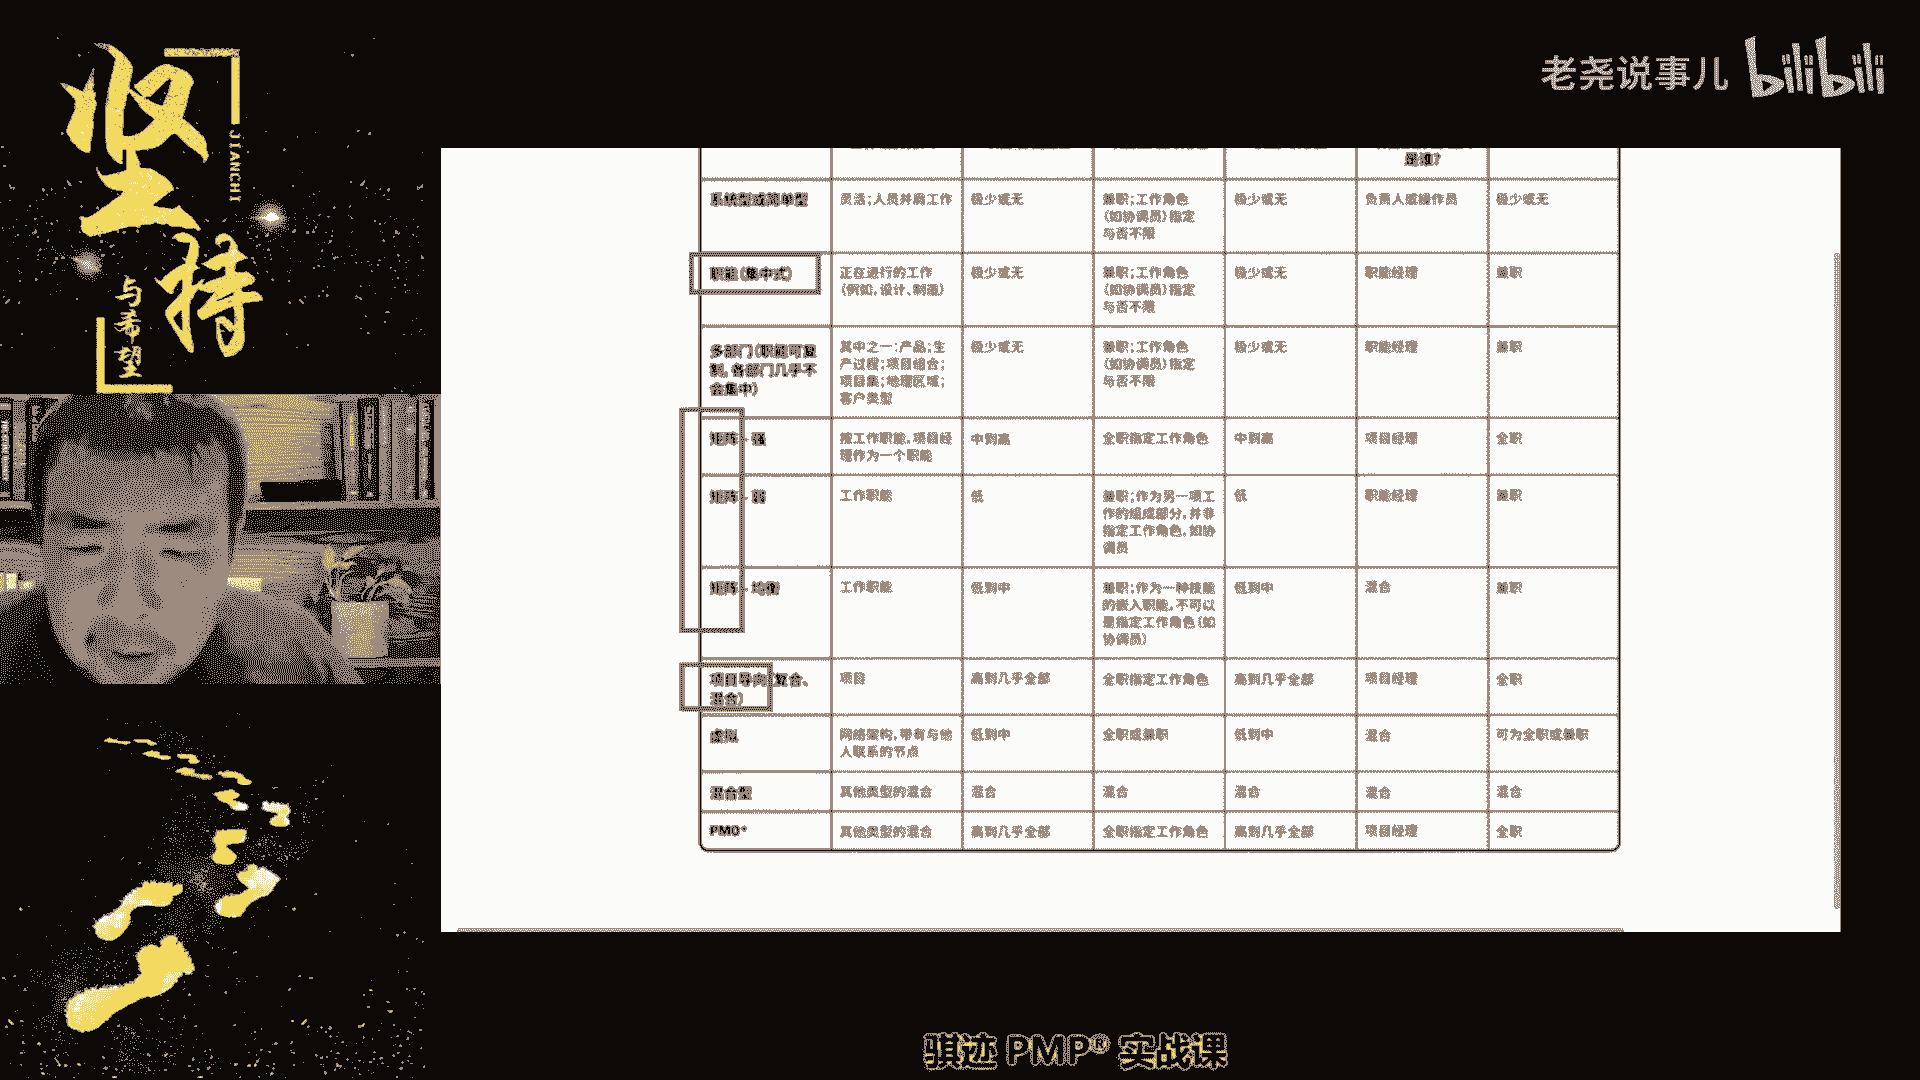 坚持
JIANCHI
与希望
老尧说事儿 bilibili
是谁?
系统型或简单型 灵活;人员并肩工作 极少或无 兼职;工作角色 极少或无 负责人或操作员 极少或无
(如协调员)指定
与否不限
职能(集中式) 正在进行的工作 极少或无 兼职;工作角色 极少或无 职能经理 兼职
(例如,设计、制造) (如协调员)指定
与否不限
多部门(职能可复 其中之一:产品;生 极少或无 兼职;工作角色 极少或无 职能经理 兼职
制,各部门几乎不 产过程;项目组合; (如协调员)指定
会集中) 项目集;地理区域; 与否不限
客户类型
矩阵 - 强 按工作职能,项目经 中到高 全职指定工作角色 中到高 项目经理 全职
理作为一个职能
矩阵 - 弱 工作职能 低 兼职;作为另一项工 低 职能经理 兼职
作的组成部分,并非
指定工作角色,如协
调员
矩阵 - 均衡 工作职能 低到中 兼职;作为一种技能 低到中 混合 兼职
的嵌入职能,不可以
是指定工作角色(如
协调员)
项目导向(复合、 项目 高到几乎全部 全职指定工作角色 高到几乎全部 项目经理 全职
混合)
虚拟 网络架构,带有与他 低到中 全职或兼职 低到中 混合 可为全职或兼职
人联系的节点
混合型 其他类型的混合 混合 混合 混合 混合 混合
PMO* 其他类型的混合 高到几乎全部 全职指定工作角色 高到几乎全部 项目经理 全职
骐迹 PMP® 实战课